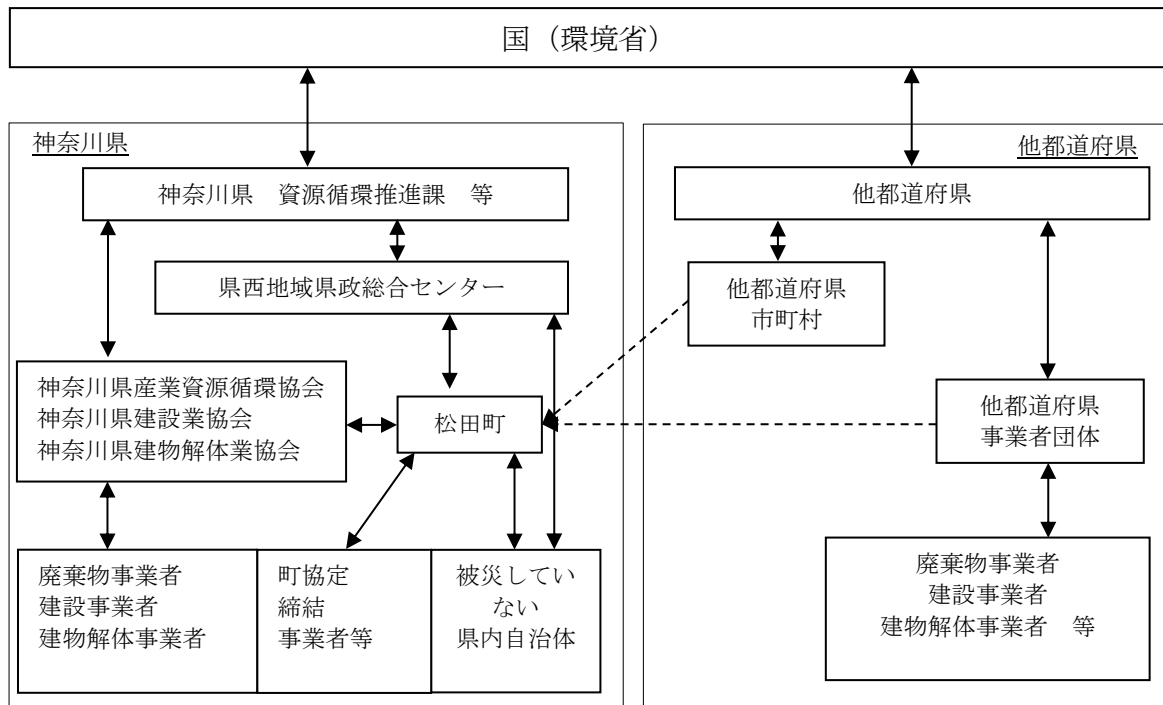 国（環境省）
神奈川県
他都道府県
神奈川県　資源循環推進課　等
他都道府県
県西地域県政総合センター
他都道府県
市町村
神奈川県産業資源循環協会
神奈川県建設業協会
神奈川県建物解体業協会
松田町
他都道府県
事業者団体
廃棄物事業者
建設事業者
建物解体事業者
町協定
締結
事業者等
被災してい
ない
県内自治体
廃棄物事業者
建設事業者
建物解体事業者　等